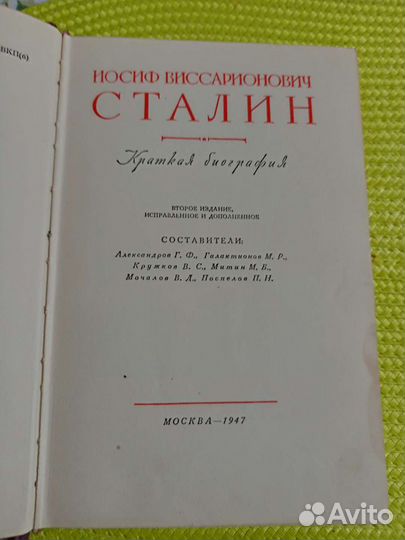 ВКП(б)
ИОСИФ ВИССАРИОНОВИЧ
СТАЛИН
Краткая биография
ВТОРОЕ ИЗДАНИЕ,
ИСПРАВЛЕННОЕ И ДОПОЛНЕННОЕ
СОСТАВИТЕЛИ:
Александров Г. Ф., Галактионов М. Р.,
Кружков В. С., Митин М. Б.,
Мочалов В. Д., Поспелов П. Н.
МОСКВА—1947
Avito